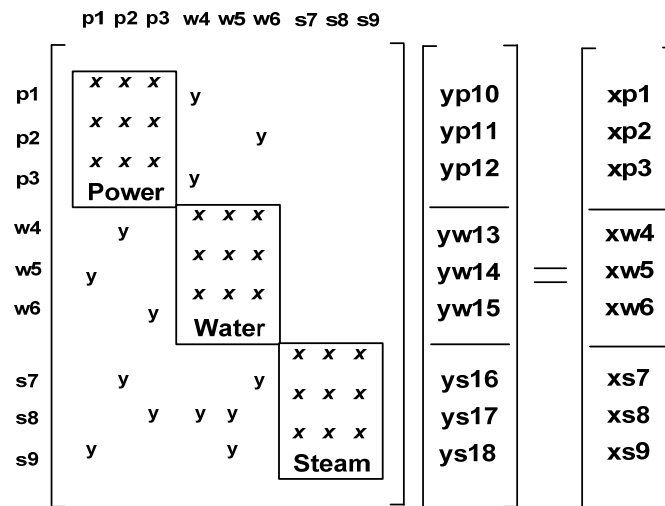 p1 p2 p3 w4 w5 w6 s7 s8 s9
p1 x x x y yp10 xp1
x x x
p2 y yp11 xp2
x x x
p3 y yp12 xp3
Power
x x x
w4 y yw13 xw4
x x x
w5 y yw14 = xw5
x x x
w6 y yw15 xw6
Water
x x x
s7 y y ys16 xs7
x x x
s8 y y y ys17 xs8
x x x
s9 y y ys18 xs9
Steam